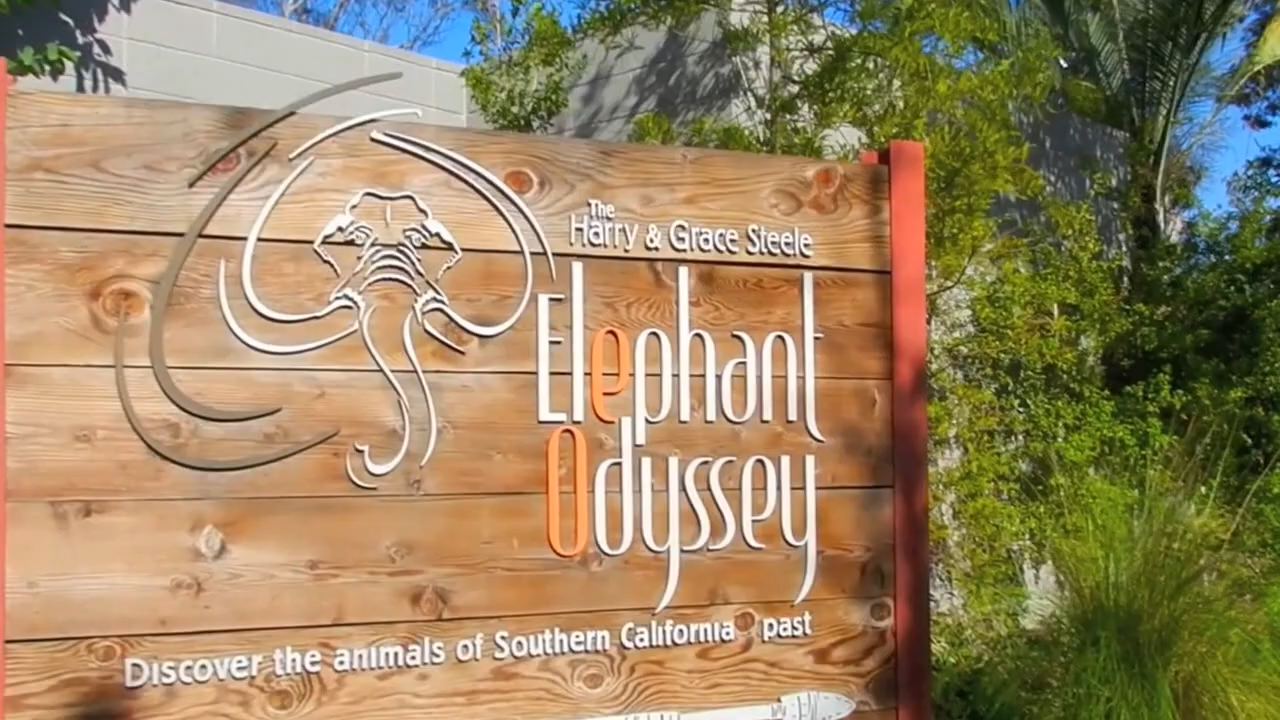 The
Harry & Grace Steele
Elephant
Odyssey
Discover the animals of Southern California past